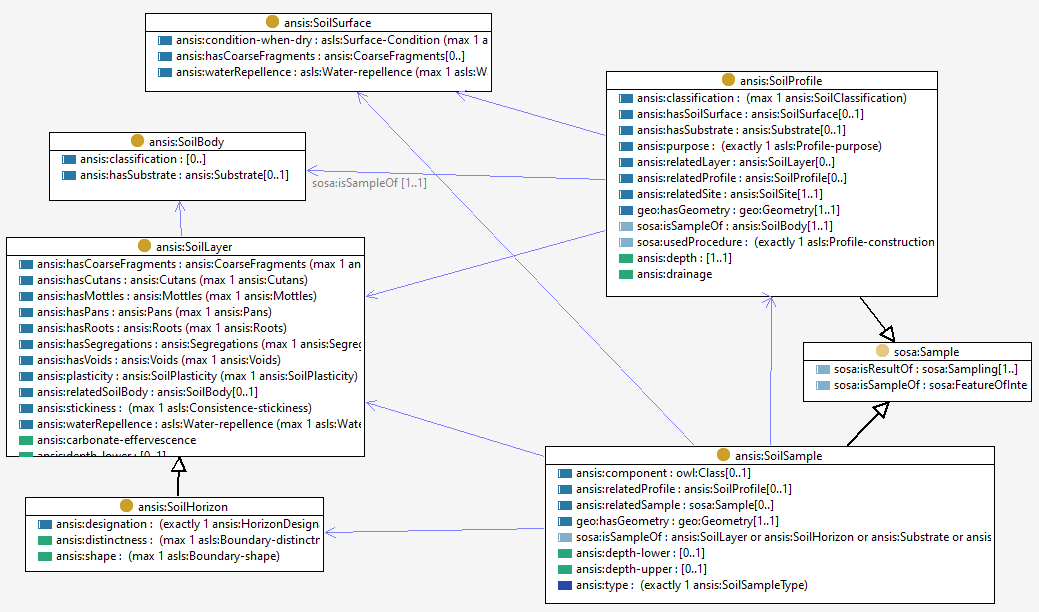 ansis:SoilSurface
ansis:condition-when-dry : asls:Surface-Condition (max 1 a
ansis:hasCoarseFragments : ansis:CoarseFragments[0..]
ansis:waterRepellence : asls:Water-repellence (max 1 asls:W
ansis:SoilProfile
ansis:classification : (max 1 ansis:SoilClassification)
ansis:hasSoilSurface : ansis:SoilSurface[0..1]
ansis:hasSubstrate : ansis:Substrate[0..1]
ansis:purpose : (exactly 1 asls:Profile-purpose)
ansis:relatedLayer : ansis:SoilLayer[0..]
ansis:relatedProfile : ansis:SoilProfile[0..]
ansis:relatedSite : ansis:SoilSite[1..1]
geo:hasGeometry : geo:Geometry[1..1]
sosa:isSampleOf : ansis:SoilBody[1..1]
sosa:usedProcedure : (exactly 1 asls:Profile-construction
ansis:depth : [1..1]
ansis:drainage
ansis:SoilBody
ansis:classification : [0..]
ansis:hasSubstrate : ansis:Substrate[0..1]
sosa:isSampleOf [1..1]
ansis:SoilLayer
ansis:hasCoarseFragments : ansis:CoarseFragments (max 1 an
ansis:hasCutans : ansis:Cutans (max 1 ansis:Cutans)
ansis:hasMottles : ansis:Mottles (max 1 ansis:Mottles)
ansis:hasPans : ansis:Pans (max 1 ansis:Pans)
ansis:hasRoots : ansis:Roots (max 1 ansis:Roots)
ansis:hasSegregations : ansis:Segregations (max 1 ansis:Segreg
ansis:hasVoids : ansis:Voids (max 1 ansis:Voids)
ansis:plasticity : ansis:SoilPlasticity (max 1 ansis:SoilPlasticity)
ansis:relatedSoilBody : ansis:SoilBody[0..1]
ansis:stickiness : (max 1 asls:Consistence-stickiness)
ansis:waterRepellence : asls:Water-repellence (max 1 asls:Wate
ansis:carbonate-effervescence
ansis:depth-lower : [0..1]
sosa:Sample
sosa:isResultOf : sosa:Sampling[1..]
sosa:isSampleOf : sosa:FeatureOfInte
ansis:SoilHorizon
ansis:designation : (exactly 1 ansis:HorizonDesign
ansis:distinctness : (max 1 asls:Boundary-distinctn
ansis:shape : (max 1 asls:Boundary-shape)
ansis:SoilSample
ansis:component : owl:Class[0..1]
ansis:relatedProfile : ansis:SoilProfile[0..1]
ansis:relatedSample : sosa:Sample[0..]
geo:hasGeometry : geo:Geometry[1..1]
sosa:isSampleOf : ansis:SoilLayer or ansis:SoilHorizon or ansis:Substrate or ansis
ansis:depth-lower : [0..1]
ansis:depth-upper : [0..1]
ansis:type : (exactly 1 ansis:SoilSampleType)